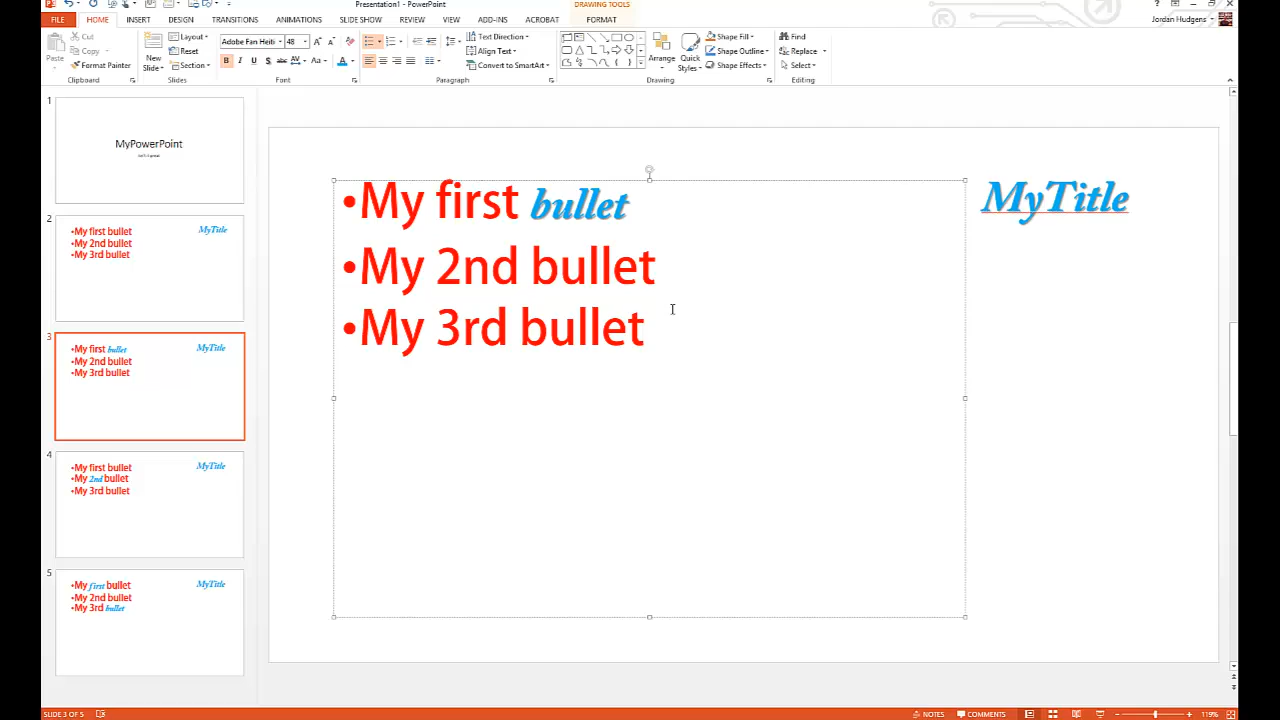 Presentation1 - PowerPoint
DRAWING TOOLS
FILE HOME INSERT DESIGN TRANSITIONS ANIMATIONS SLIDE SHOW REVIEW VIEW ADD-INS ACROBAT FORMAT
Jordan Hudgens
Cut
Copy
Format Painter
Paste
Clipboard
New
Slide
Layout
Reset
Section
Slides
Adobe Fan Heiti
48
B I U S abc AV Aa A
Font
Text Direction
Align Text
Convert to SmartArt
Paragraph
Arrange
Quick
Styles
Shape Fill
Shape Outline
Shape Effects
Drawing
Find
Replace
Select
Editing
1
MyPowerPoint
2
•My first bullet
•My 2nd bullet
•My 3rd bullet
MyTitle
3
•My first bullet
•My 2nd bullet
•My 3rd bullet
MyTitle
4
•My first bullet
•My 2nd bullet
•My 3rd bullet
MyTitle
5
•My first bullet
•My 2nd bullet
•My 3rd bullet
MyTitle
•My first bullet
•My 2nd bullet
•My 3rd bullet
MyTitle
SLIDE 3 OF 5
NOTES
COMMENTS
119%